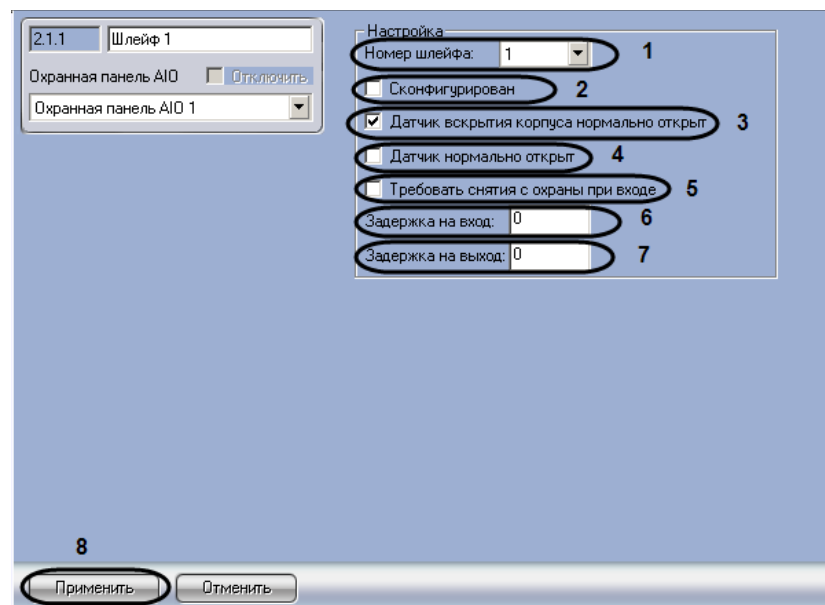 2.1.1 Шлейф 1
Охранная панель AIO Отключить
Охранная панель AIO 1
Настройка
Номер шлейфа: 1 1
Сконфигурирован 2
Датчик вскрытия корпуса нормально открыт 3
Датчик нормально открыт 4
Требовать снятия с охраны при входе 5
Задержка на вход: 0 6
Задержка на выход: 0 7
8
Применить Отменить